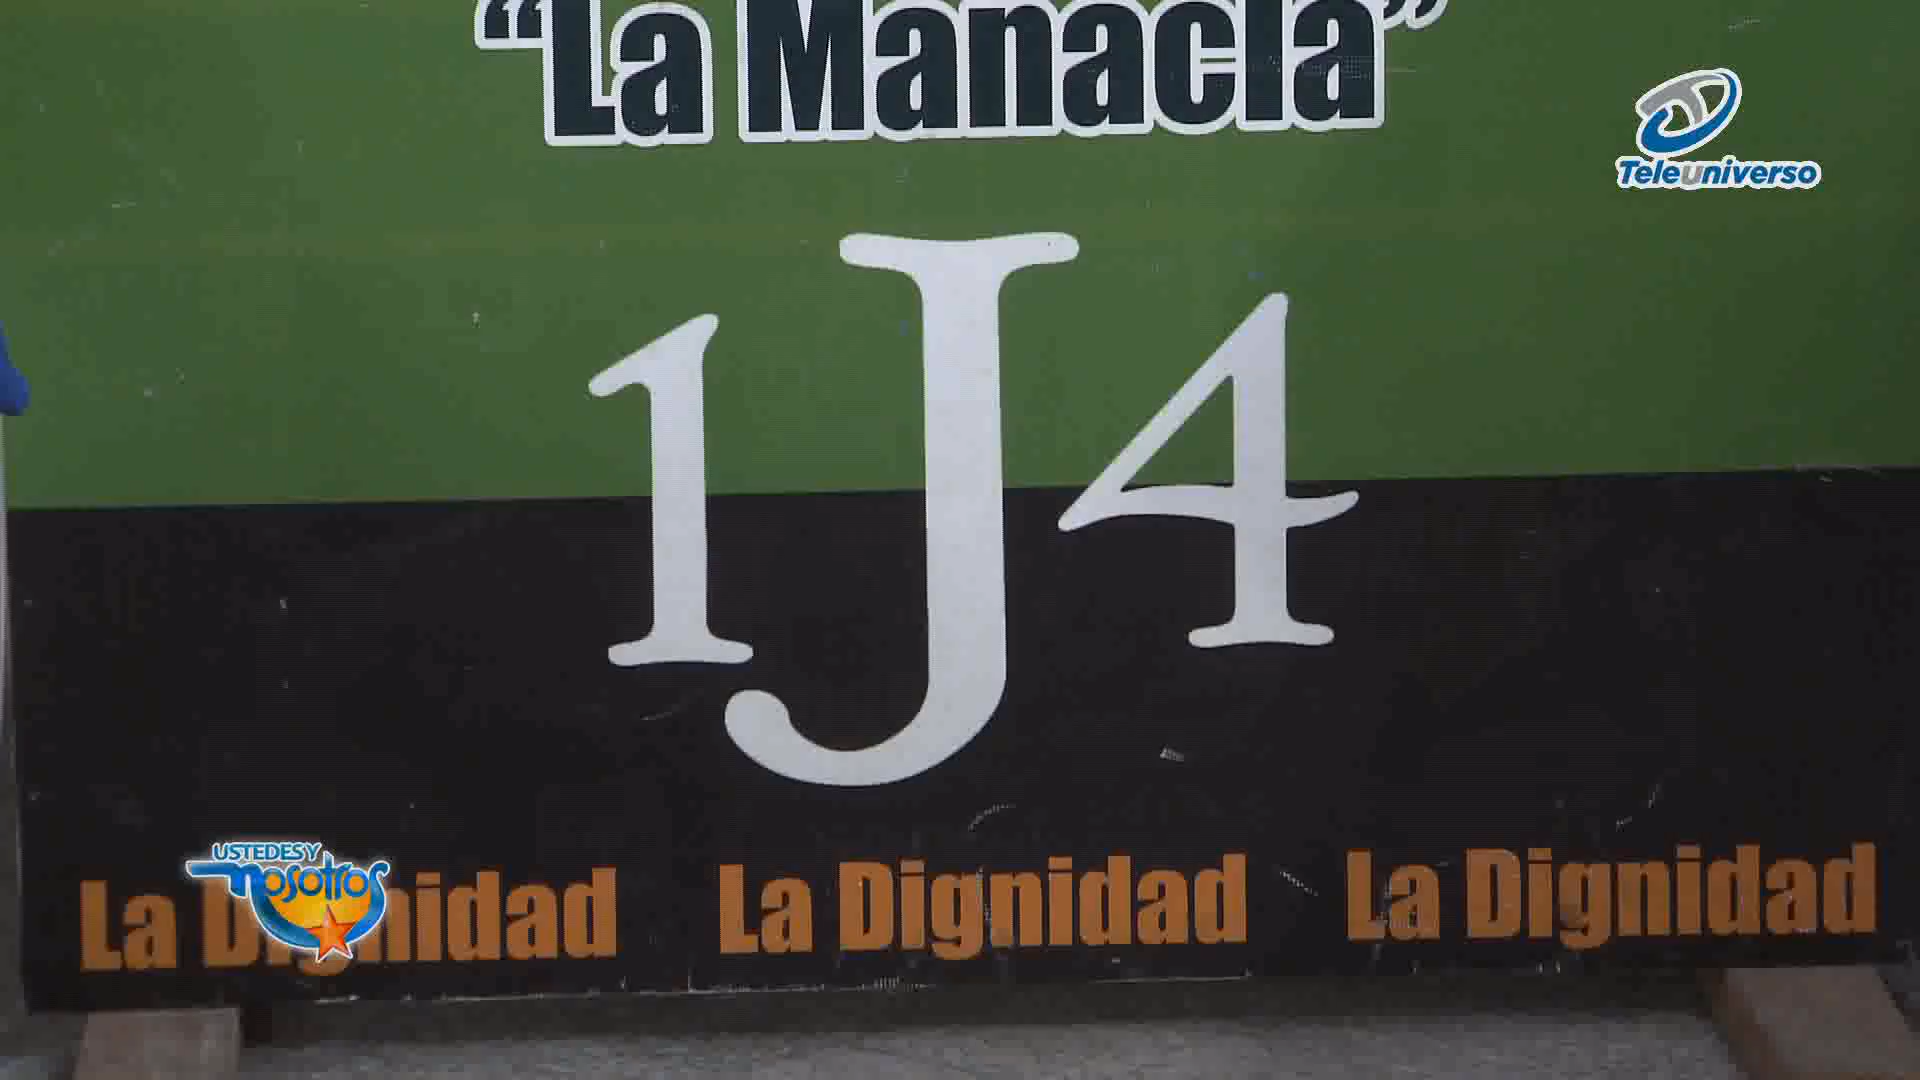 “La Manacla”
Teleuniverso
1J4
USTEDES Y
nosotros
La Dignidad La Dignidad La Dignidad